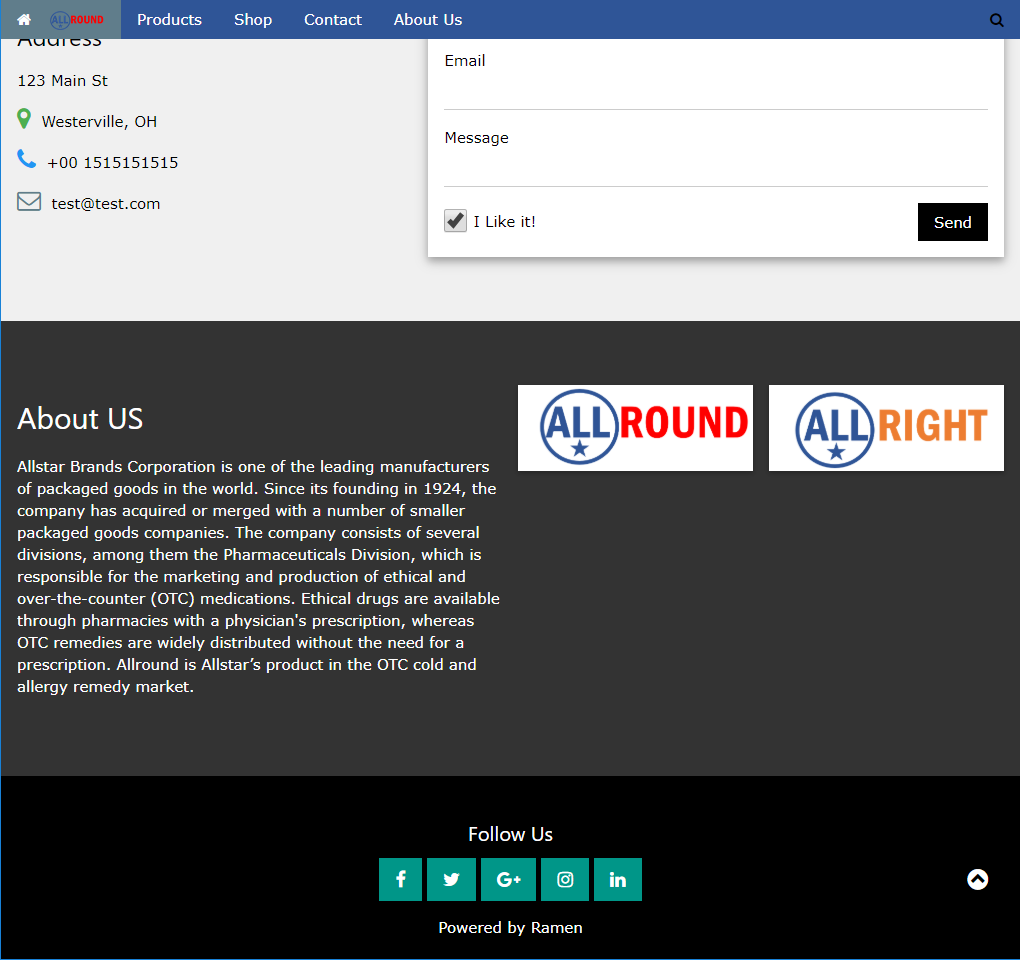 ALLROUND Products Shop Contact About Us
Address
123 Main St
Westerville, OH
+00 1515151515
test@test.com
Email
Message
I Like it!
Send
About US
Allstar Brands Corporation is one of the leading manufacturers
of packaged goods in the world. Since its founding in 1924, the
company has acquired or merged with a number of smaller
packaged goods companies. The company consists of several
divisions, among them the Pharmaceuticals Division, which is
responsible for the marketing and production of ethical and
over-the-counter (OTC) medications. Ethical drugs are available
through pharmacies with a physician's prescription, whereas
OTC remedies are widely distributed without the need for a
prescription. Allround is Allstar’s product in the OTC cold and
allergy remedy market.
ALLROUND
ALLRIGHT
Follow Us
f G+ in
Powered by Ramen